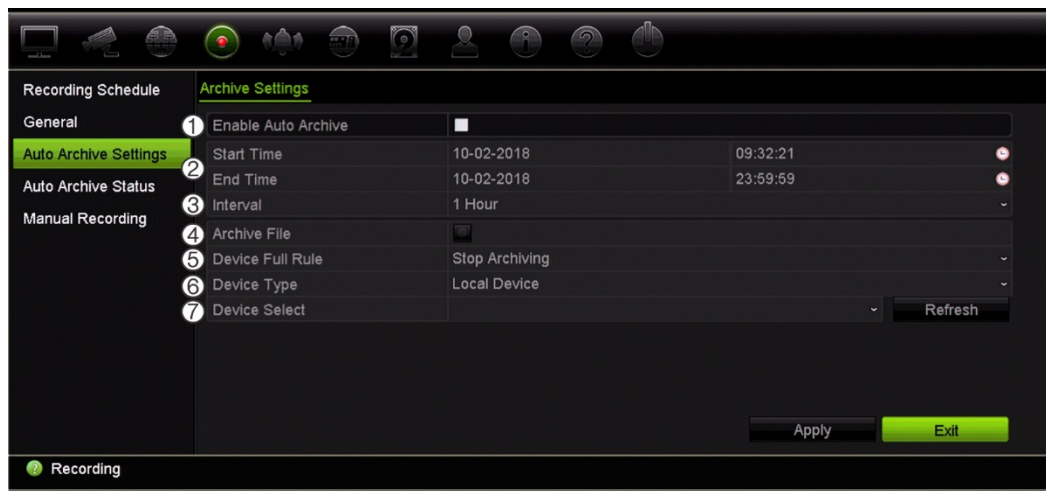 Recording Schedule
Archive Settings
General
① Enable Auto Archive
Auto Archive Settings
② Start Time 10-02-2018 09:32:21
End Time 10-02-2018 23:59:59
Auto Archive Status
③ Interval 1 Hour
Manual Recording
④ Archive File
⑤ Device Full Rule Stop Archiving
⑥ Device Type Local Device
⑦ Device Select Refresh
Apply Exit
? Recording